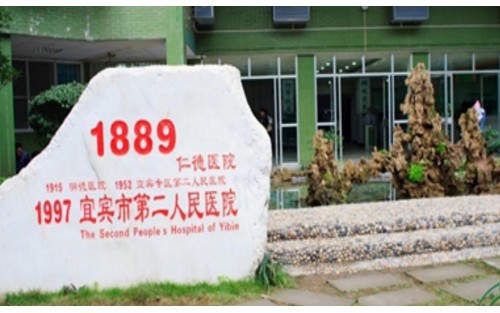 1889
仁德医院
1915 明德医院 1952 宜宾专区第二人民医院
1997 宜宾市第二人民医院
The Second People's Hospital of Yibin